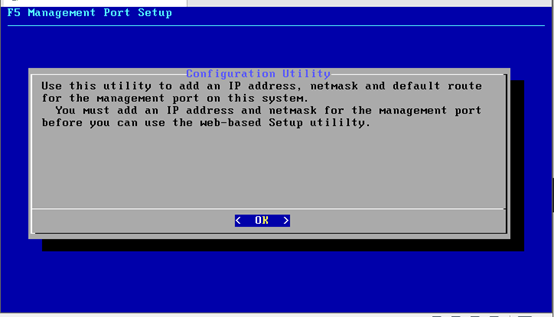 F5 Management Port Setup
Configuration Utility
Use this utility to add an IP address, netmask and default route
for the management port on this system.
You must add an IP address and netmask for the management port
before you can use the web-based Setup utililty.
< OK >